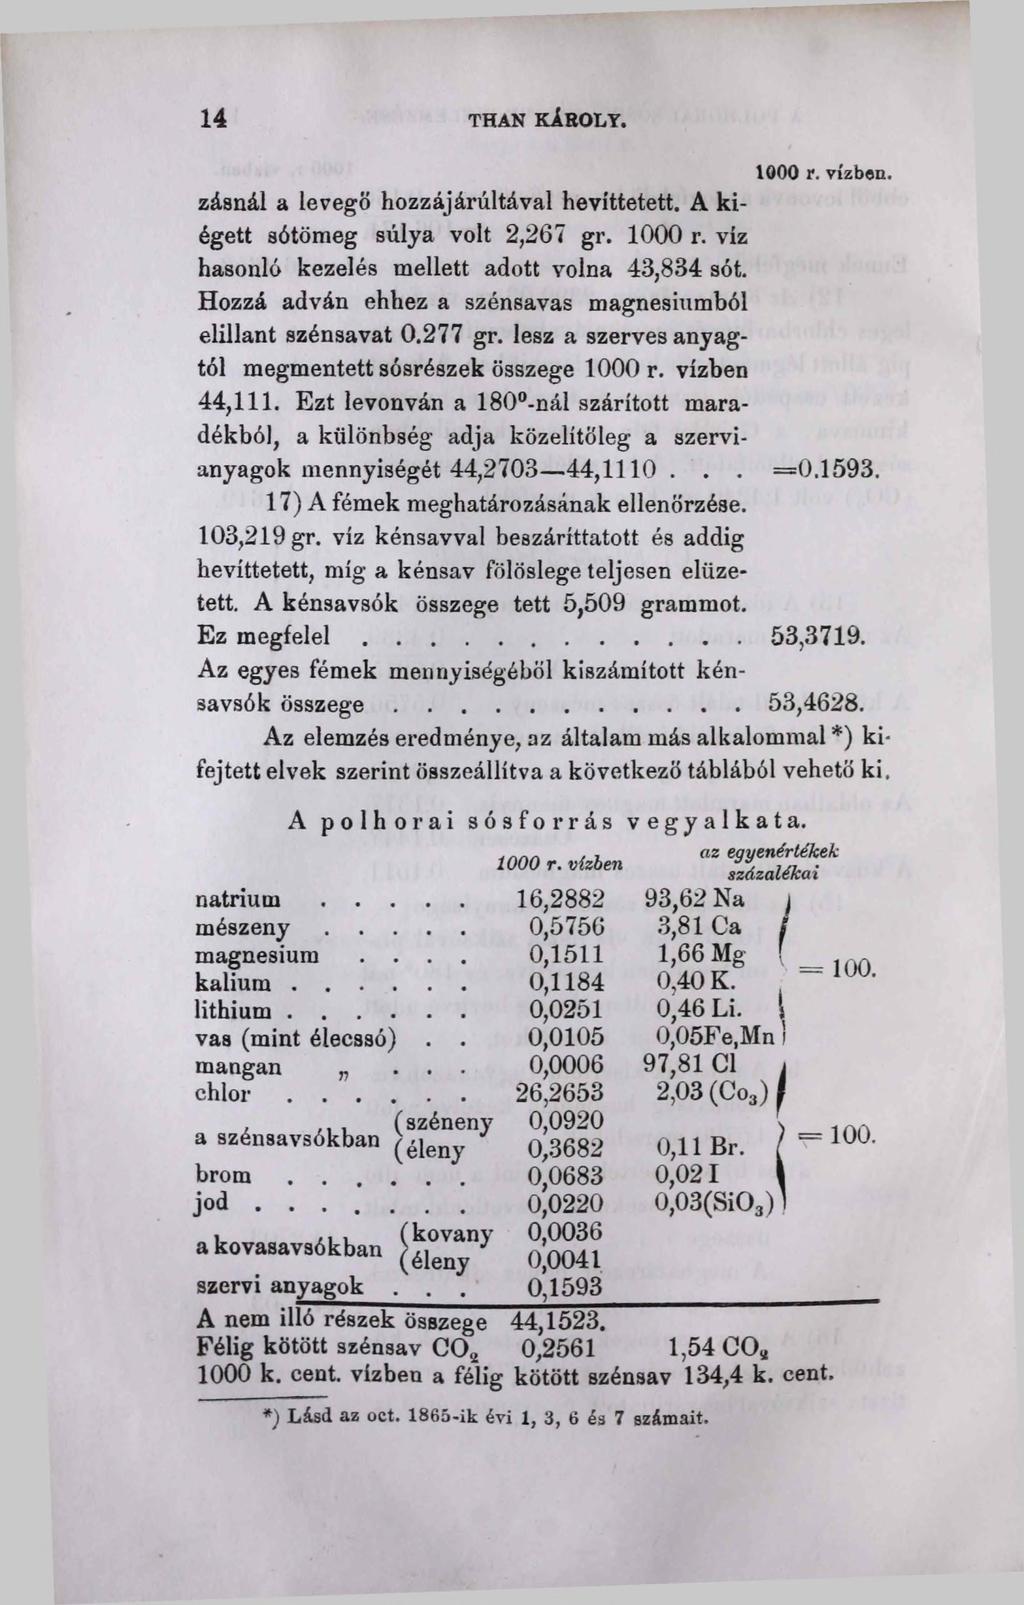 14 THAN KÁROLY.
1000 r. vízben.
zásnál a levegő hozzájárúltával hevíttetett. A ki-
égett sótömeg súlya volt 2,267 gr. 1000 r. víz
hasonló kezelés mellett adott volna 43,834 sót.
Hozzá adván ehhez a szénsavas magnesiumból
elillant szénsavat 0.277 gr. lesz a szerves anyag-
tól megmentett sósrészek összege 1000 r. vízben
44,111. Ezt levonván a 180⁰-nál szárított mara-
dékból, a különbség adja közelítőleg a szervi-
anyagok mennyiségét 44,2703—44,1110 . . . =0.1593.
17) A fémek meghatározásának ellenőrzése.
103,219 gr. víz kénsavval beszáríttatott és addig
hevíttetett, míg a kénsav fölöslege teljesen elüze-
tett. A kénsavsók összege tett 5,509 grammot.
Ez megfelel . . . . . . . . . . . . 53,3719.
Az egyes fémek mennyiségéből kiszámított kén-
savsók összege . . . . . . . . . . . 53,4628.
Az elemzés eredménye, az általam más alkalommal *) ki-
fejtett elvek szerint összeállítva a következő táblából vehető ki.
A polhorai sósforrás vegyalkata.
1000 r. vízben az egyenértékek
százalékai
natrium . . . . . 16,2882 93,62 Na
mészeny . . . . . 0,5756 3,81 Ca
magnesium . . . . 0,1511 1,66 Mg = 100.
kalium . . . . . . 0,1184 0,40 K.
lithium . . . . . . 0,0251 0,46 Li.
vas (mint élecssó) . . 0,0105 0,05Fe,Mn
mangan „ . . . 0,0006 97,81 Cl
chlor . . . . . . 26,2653 2,03 (Co₃)
a szénsavsókban (széneny 0,0920
(éleny 0,3682 0,11 Br. = 100.
brom . . . . . . 0,0683 0,02 I
jod . . . . . . . 0,0220 0,03(SiO₃)
a kovasavsókban (kovany 0,0036
(éleny 0,0041
szervi anyagok . . . 0,1593
A nem illó részek összege 44,1523.
Félig kötött szénsav CO₂ 0,2561 1,54 CO₂
1000 k. cent. vízben a félig kötött szénsav 134,4 k. cent.
*) Lásd az oct. 1865-ik évi 1, 3, 6 és 7 számait.